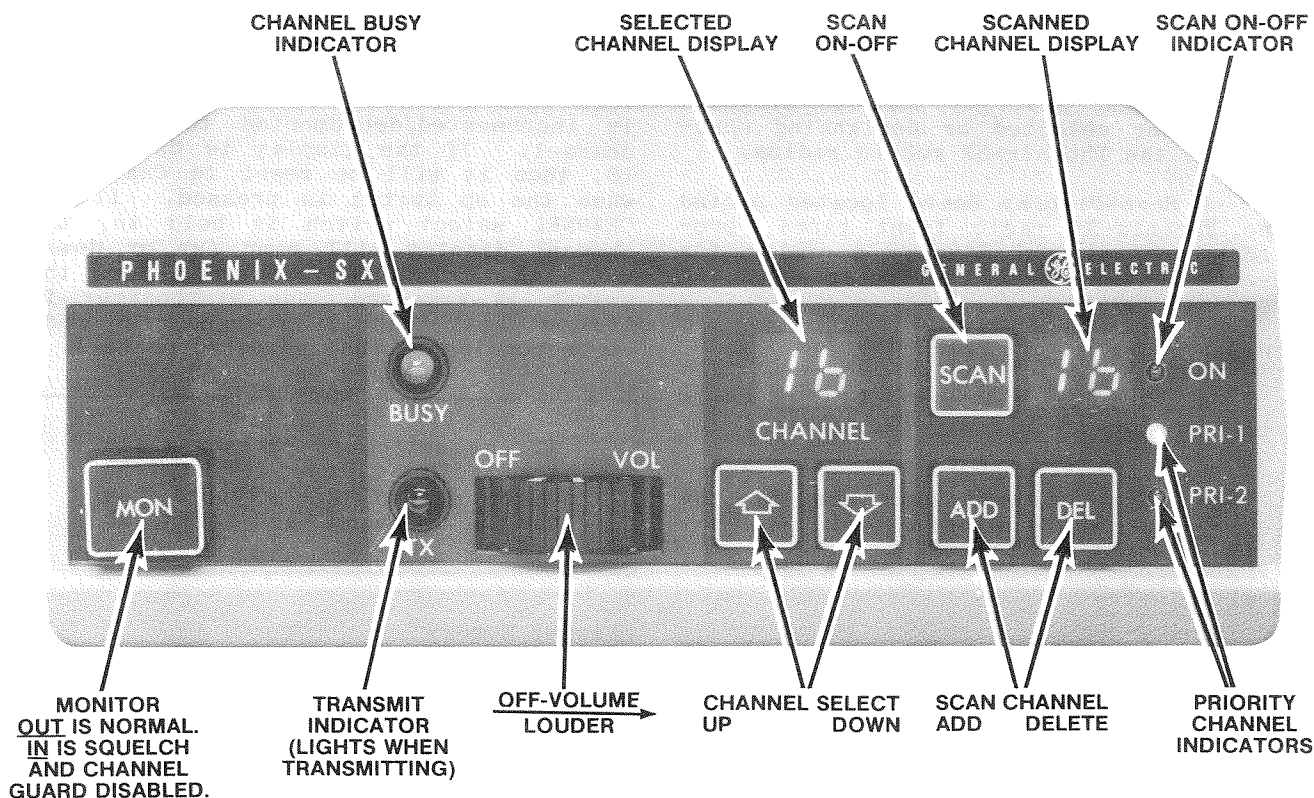 CHANNEL BUSY
INDICATOR
SELECTED
CHANNEL DISPLAY
SCAN
ON-OFF
SCANNED
CHANNEL DISPLAY
SCAN ON-OFF
INDICATOR
PHOENIX-SX
GENERAL GE ELECTRIC
BUSY
16
CHANNEL
SCAN
16
ON
PRI-1
PRI-2
OFF
VOL
MON
TX
ADD
DEL
MONITOR
OUT IS NORMAL.
IN IS SQUELCH
AND CHANNEL
GUARD DISABLED.
TRANSMIT
INDICATOR
(LIGHTS WHEN
TRANSMITTING)
OFF-VOLUME
LOUDER
CHANNEL SELECT
UP DOWN
SCAN CHANNEL
ADD DELETE
PRIORITY
CHANNEL
INDICATORS